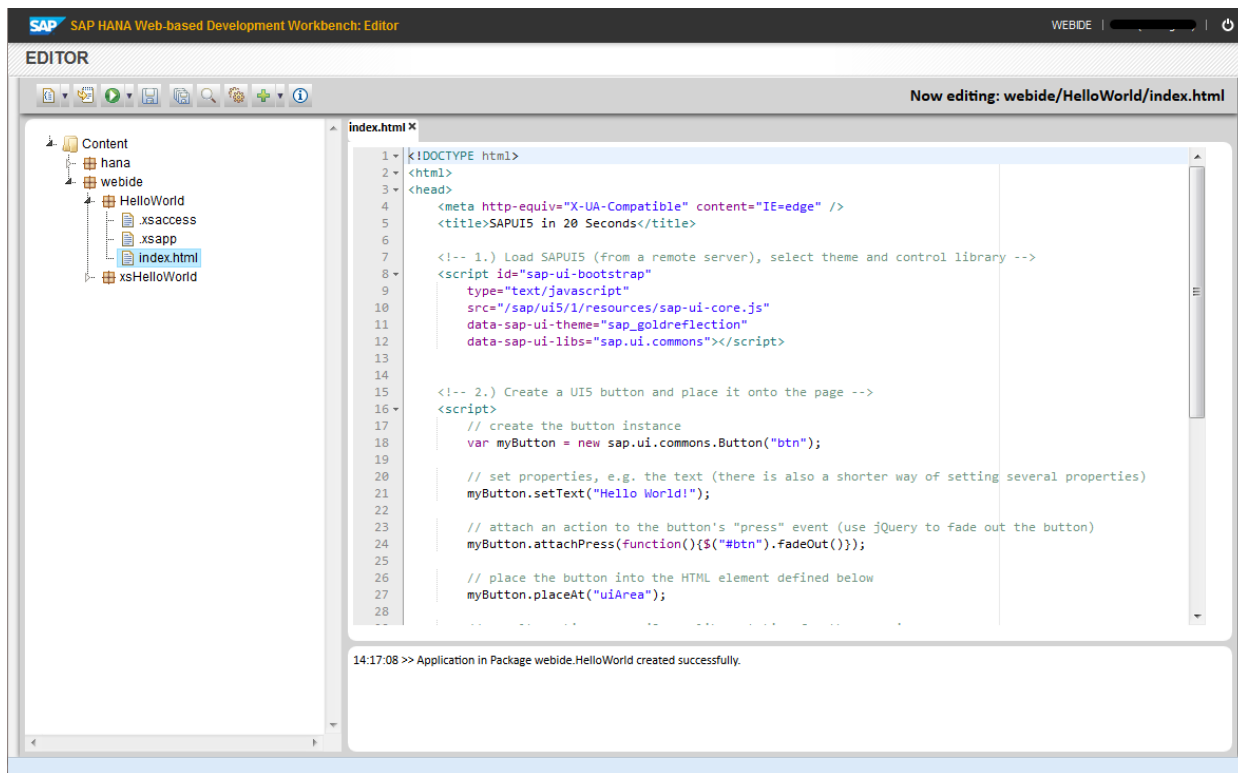 SAP SAP HANA Web-based Development Workbench: Editor WEBIDE | |
EDITOR
Now editing: webide/HelloWorld/index.html
Content
hana
webide
HelloWorld
.xsaccess
.xsapp
index.html
xsHelloWorld
index.html ×
1 <!DOCTYPE html>
2 <html>
3 <head>
4 <meta http-equiv="X-UA-Compatible" content="IE=edge" />
5 <title>SAPUI5 in 20 Seconds</title>
6
7 <!-- 1.) Load SAPUI5 (from a remote server), select theme and control library -->
8 <script id="sap-ui-bootstrap"
9 type="text/javascript"
10 src="/sap/ui5/1/resources/sap-ui-core.js"
11 data-sap-ui-theme="sap_goldreflection"
12 data-sap-ui-libs="sap.ui.commons"></script>
13
14
15 <!-- 2.) Create a UI5 button and place it onto the page -->
16 <script>
17 // create the button instance
18 var myButton = new sap.ui.commons.Button("btn");
19
20 // set properties, e.g. the text (there is also a shorter way of setting several properties)
21 myButton.setText("Hello World!");
22
23 // attach an action to the button's "press" event (use jQuery to fade out the button)
24 myButton.attachPress(function(){$("#btn").fadeOut()});
25
26 // place the button into the HTML element defined below
27 myButton.placeAt("uiArea");
28
14:17:08 >> Application in Package webide.HelloWorld created successfully.